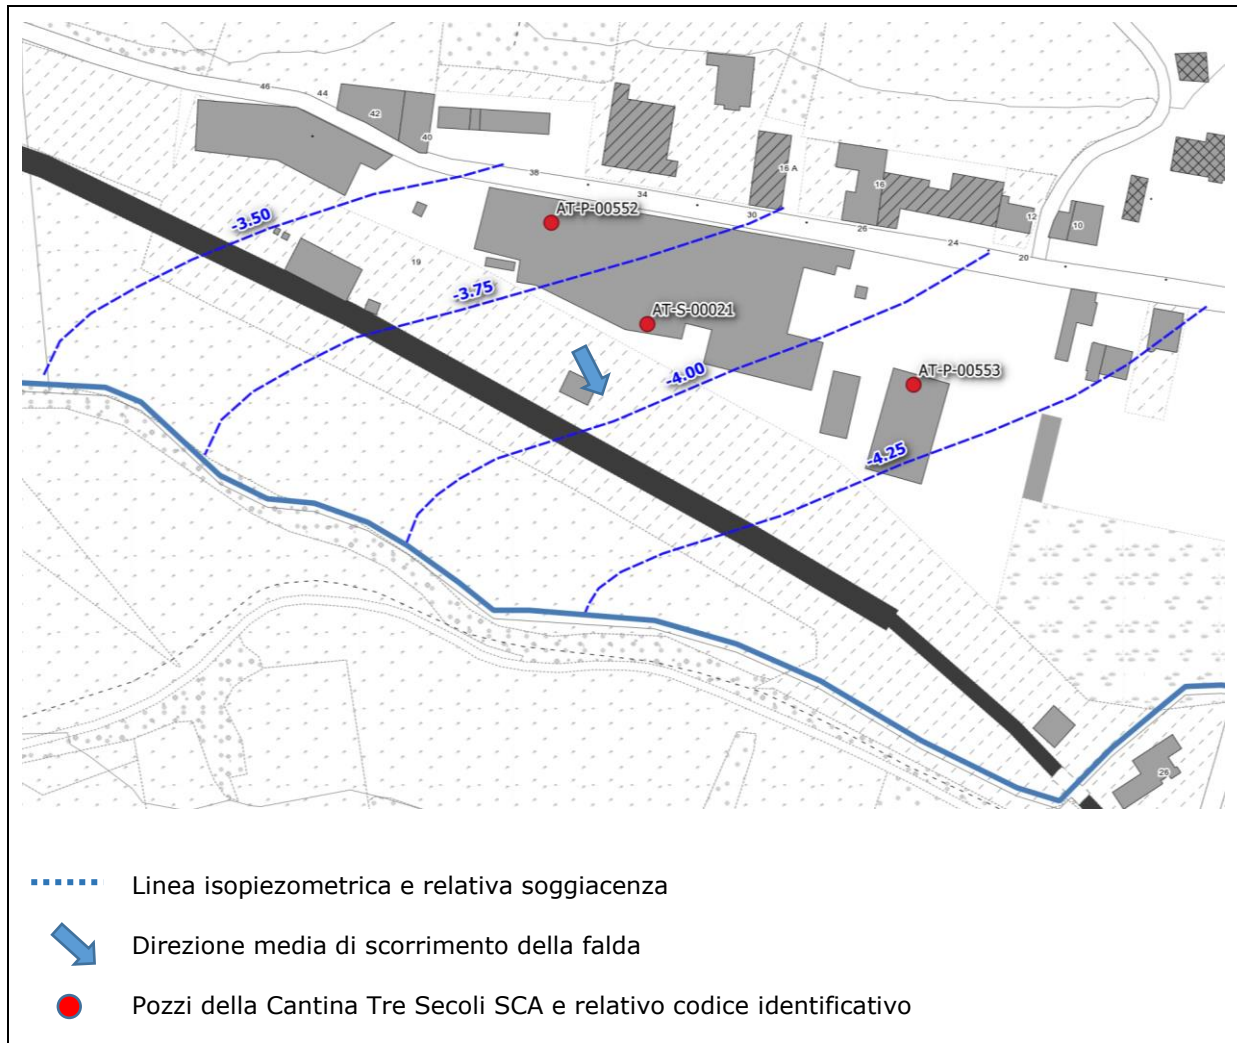 46
44
42
40
38
34
30
16 A
16
26
24
12
10
20
19
26
-3.50
AT-P-00552
-3.75
AT-S-00021
-4.00
AT-P-00553
-4.25
Linea isopiezometrica e relativa soggiacenza
Direzione media di scorrimento della falda
Pozzi della Cantina Tre Secoli SCA e relativo codice identificativo